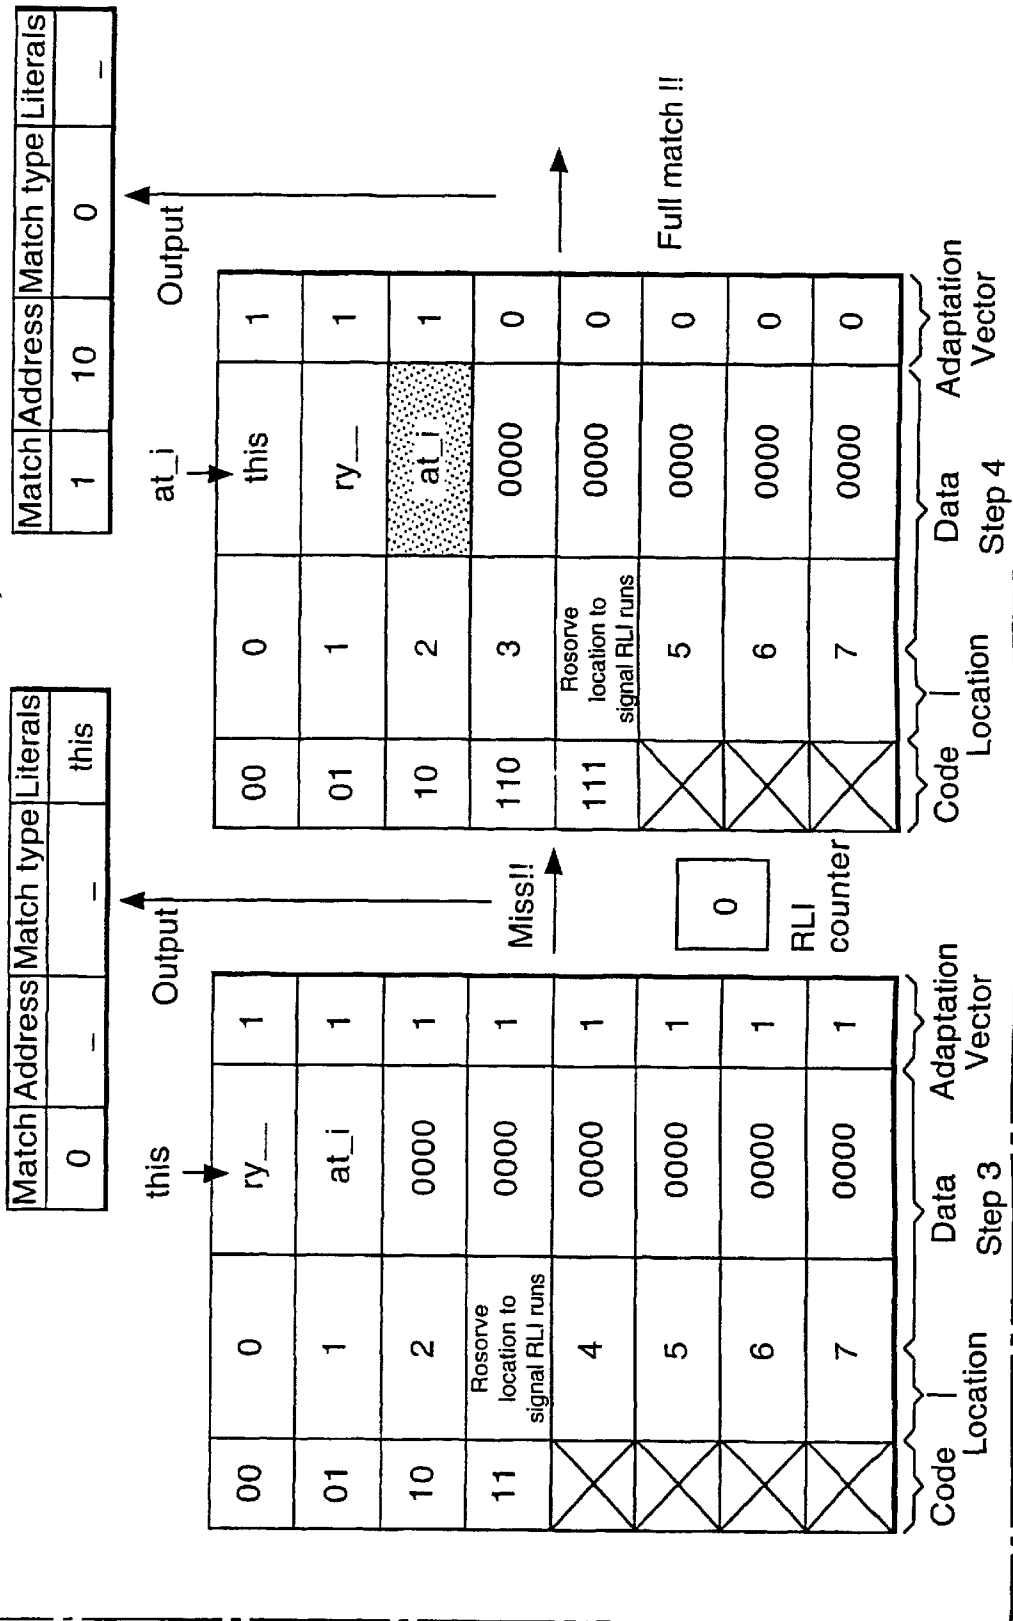 Match Address Match type Literals
0 – – this
this
Output
00 0 ry__ 1
01 1 at_i 1
10 2 0000 1
11 Rosorve location to signal RLI runs 0000 1
4 0000 1
5 0000 1
6 0000 1
7 0000 1
Code Location Data Adaptation Vector
Step 3
Miss!!
0
RLI counter
Match Address Match type Literals
1 10 0 –
at_i
Output
00 0 this 1
01 1 ry__ 1
10 2 at_i 1
110 3 0000 0
111 Rosorve location to signal RLI runs 0000 0
5 0000 0
6 0000 0
7 0000 0
Code Location Data Adaptation Vector
Step 4
Full match !!